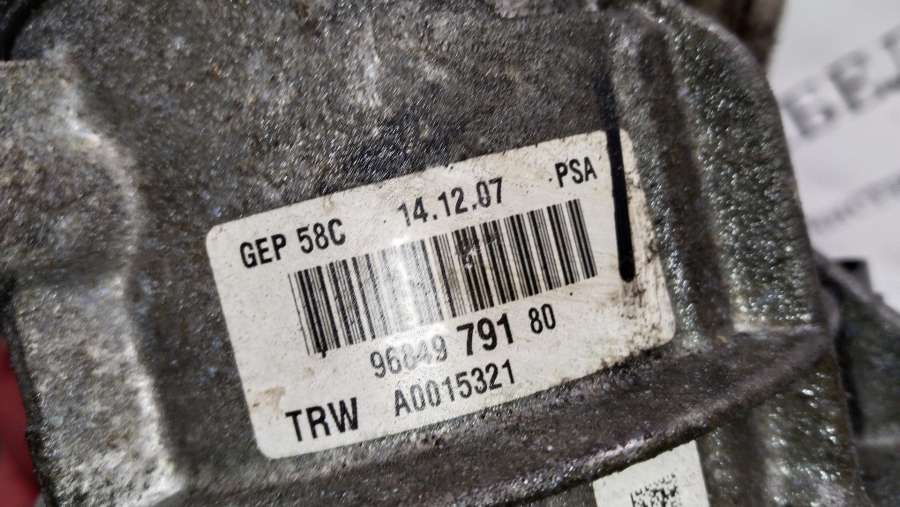 GEP 58C 14.12.07 PSA
96849 791 80
TRW A0015321